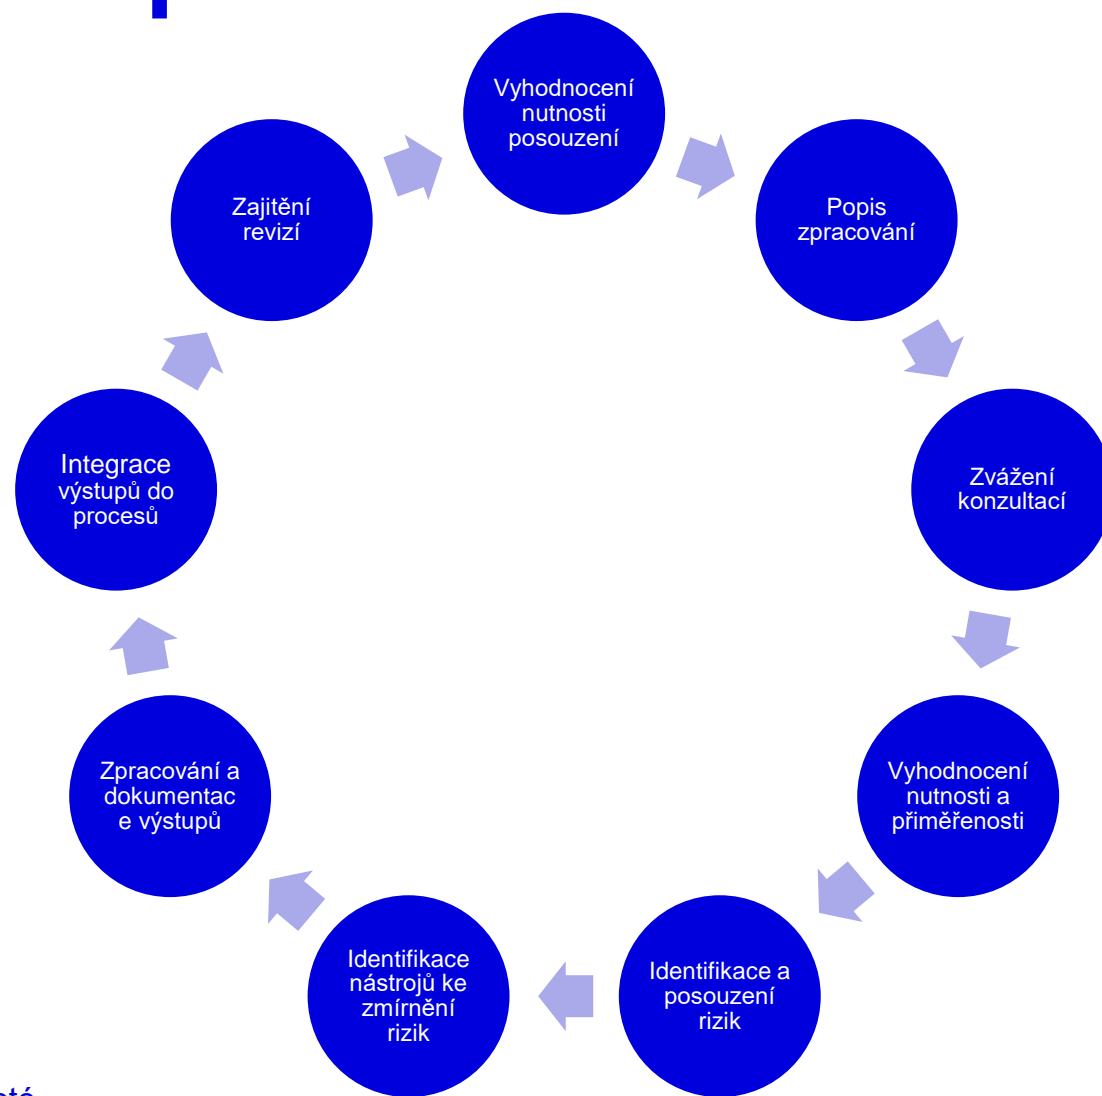 Vyhodnocení
nutnosti
posouzení
Popis
zpracování
Zvážení
konzultací
Vyhodnocení
nutnosti a
přiměřenosti
Identifikace a
posouzení
rizik
Identifikace
nástrojů ke
zmírnění
rizik
Zpracování a
dokumentac
e výstupů
Integrace
výstupů do
procesů
Zajitění
revizí